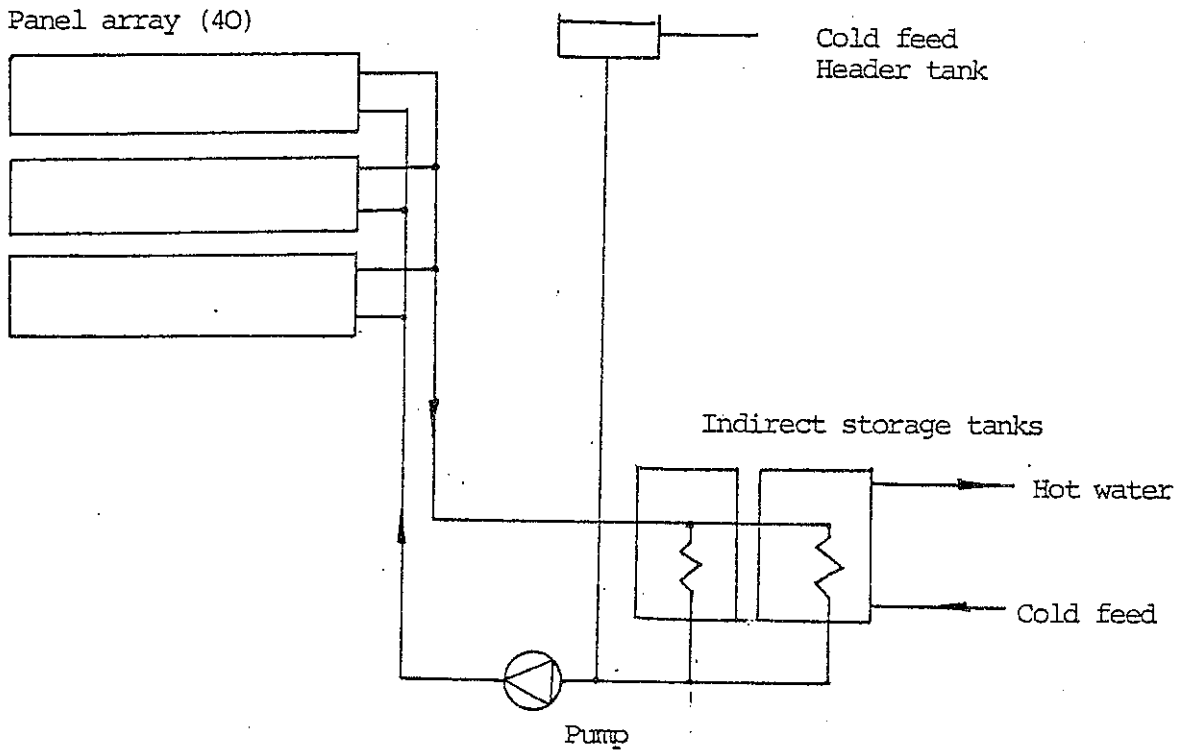 Panel array (40)
Cold feed
Header tank
Indirect storage tanks
Hot water
Cold feed
Pump